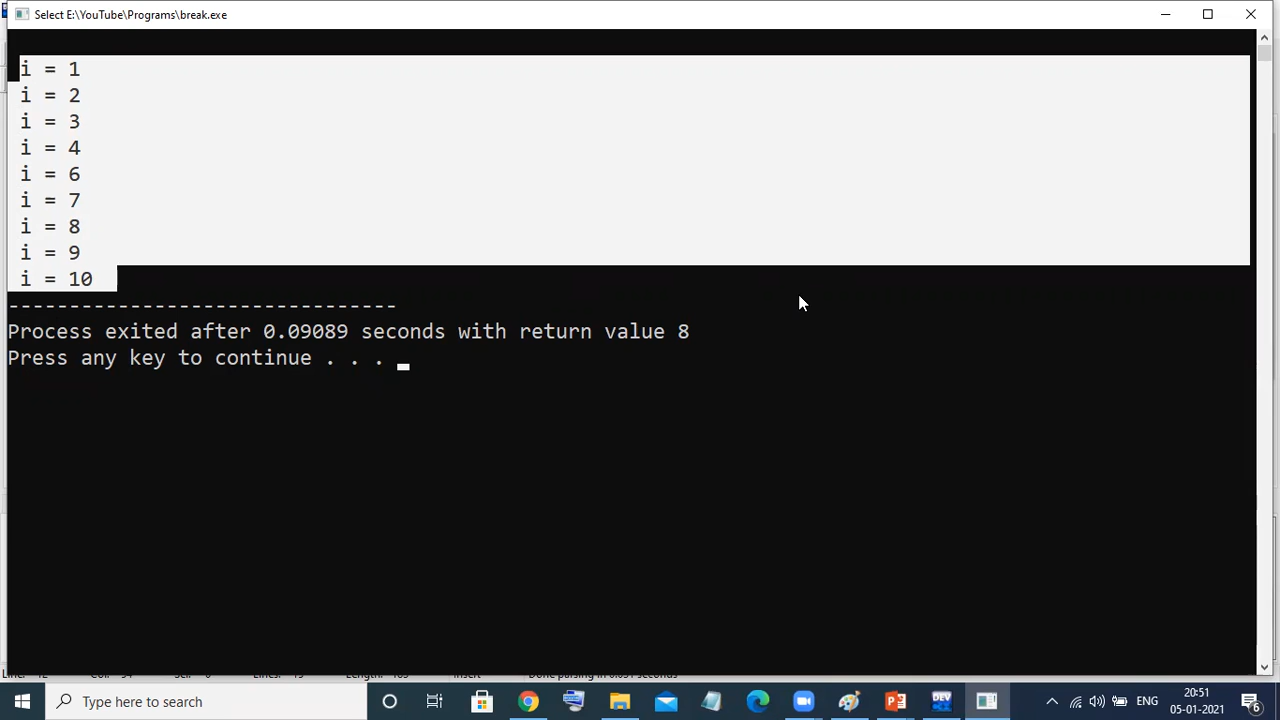 Select E:\YouTube\Programs\break.exe
i = 1
i = 2
i = 3
i = 4
i = 6
i = 7
i = 8
i = 9
i = 10
--------------------------------
Process exited after 0.09089 seconds with return value 8
Press any key to continue . . .
Type here to search
DEV
ENG
20:51
05-01-2021
6